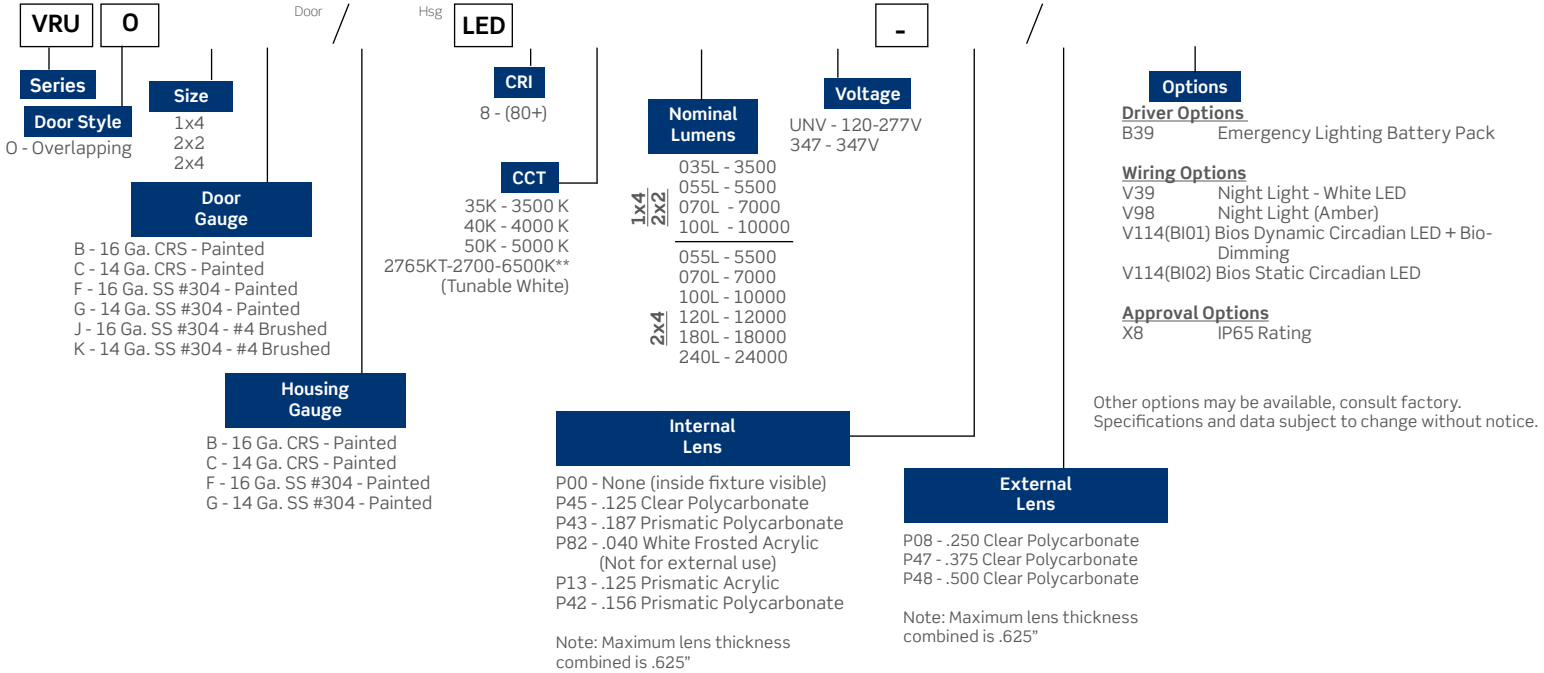 VRU O Door / Hsg LED - /
Series
Door Style
O - Overlapping
Size
1x4
2x2
2x4
Door
Gauge
B - 16 Ga. CRS - Painted
C - 14 Ga. CRS - Painted
F - 16 Ga. SS #304 - Painted
G - 14 Ga. SS #304 - Painted
J - 16 Ga. SS #304 - #4 Brushed
K - 14 Ga. SS #304 - #4 Brushed
Housing
Gauge
B - 16 Ga. CRS - Painted
C - 14 Ga. CRS - Painted
F - 16 Ga. SS #304 - Painted
G - 14 Ga. SS #304 - Painted
CRI
8 - (80+)
CCT
35K - 3500 K
40K - 4000 K
50K - 5000 K
2765KT-2700-6500K**
(Tunable White)
Nominal
Lumens
1x4
2x2
035L - 3500
055L - 5500
070L - 7000
100L - 10000
2x4
055L - 5500
070L - 7000
100L - 10000
120L - 12000
180L - 18000
240L - 24000
Voltage
UNV - 120-277V
347 - 347V
Internal
Lens
P00 - None (inside fixture visible)
P45 - .125 Clear Polycarbonate
P43 - .187 Prismatic Polycarbonate
P82 - .040 White Frosted Acrylic
(Not for external use)
P13 - .125 Prismatic Acrylic
P42 - .156 Prismatic Polycarbonate
Note: Maximum lens thickness
combined is .625”
External
Lens
P08 - .250 Clear Polycarbonate
P47 - .375 Clear Polycarbonate
P48 - .500 Clear Polycarbonate
Note: Maximum lens thickness
combined is .625”
Options
Driver Options
B39 Emergency Lighting Battery Pack
Wiring Options
V39 Night Light - White LED
V98 Night Light (Amber)
V114(BI01) Bios Dynamic Circadian LED + Bio-
Dimming
V114(BI02) Bios Static Circadian LED
Approval Options
X8 IP65 Rating
Other options may be available, consult factory.
Specifications and data subject to change without notice.